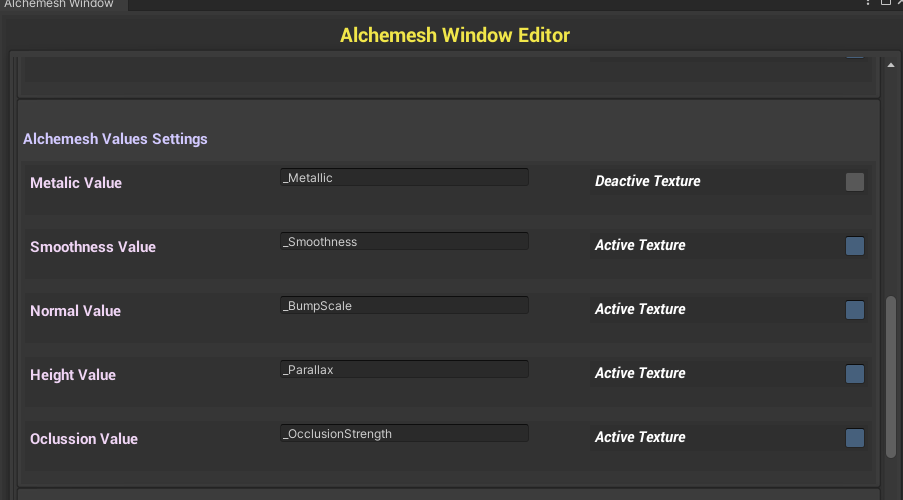 Alchemesh Window
Alchemesh Window Editor
Alchemesh Values Settings
Metalic Value _Metallic Deactive Texture
Smoothness Value _Smoothness Active Texture
Normal Value _BumpScale Active Texture
Height Value _Parallax Active Texture
Oclussion Value _OcclusionStrength Active Texture